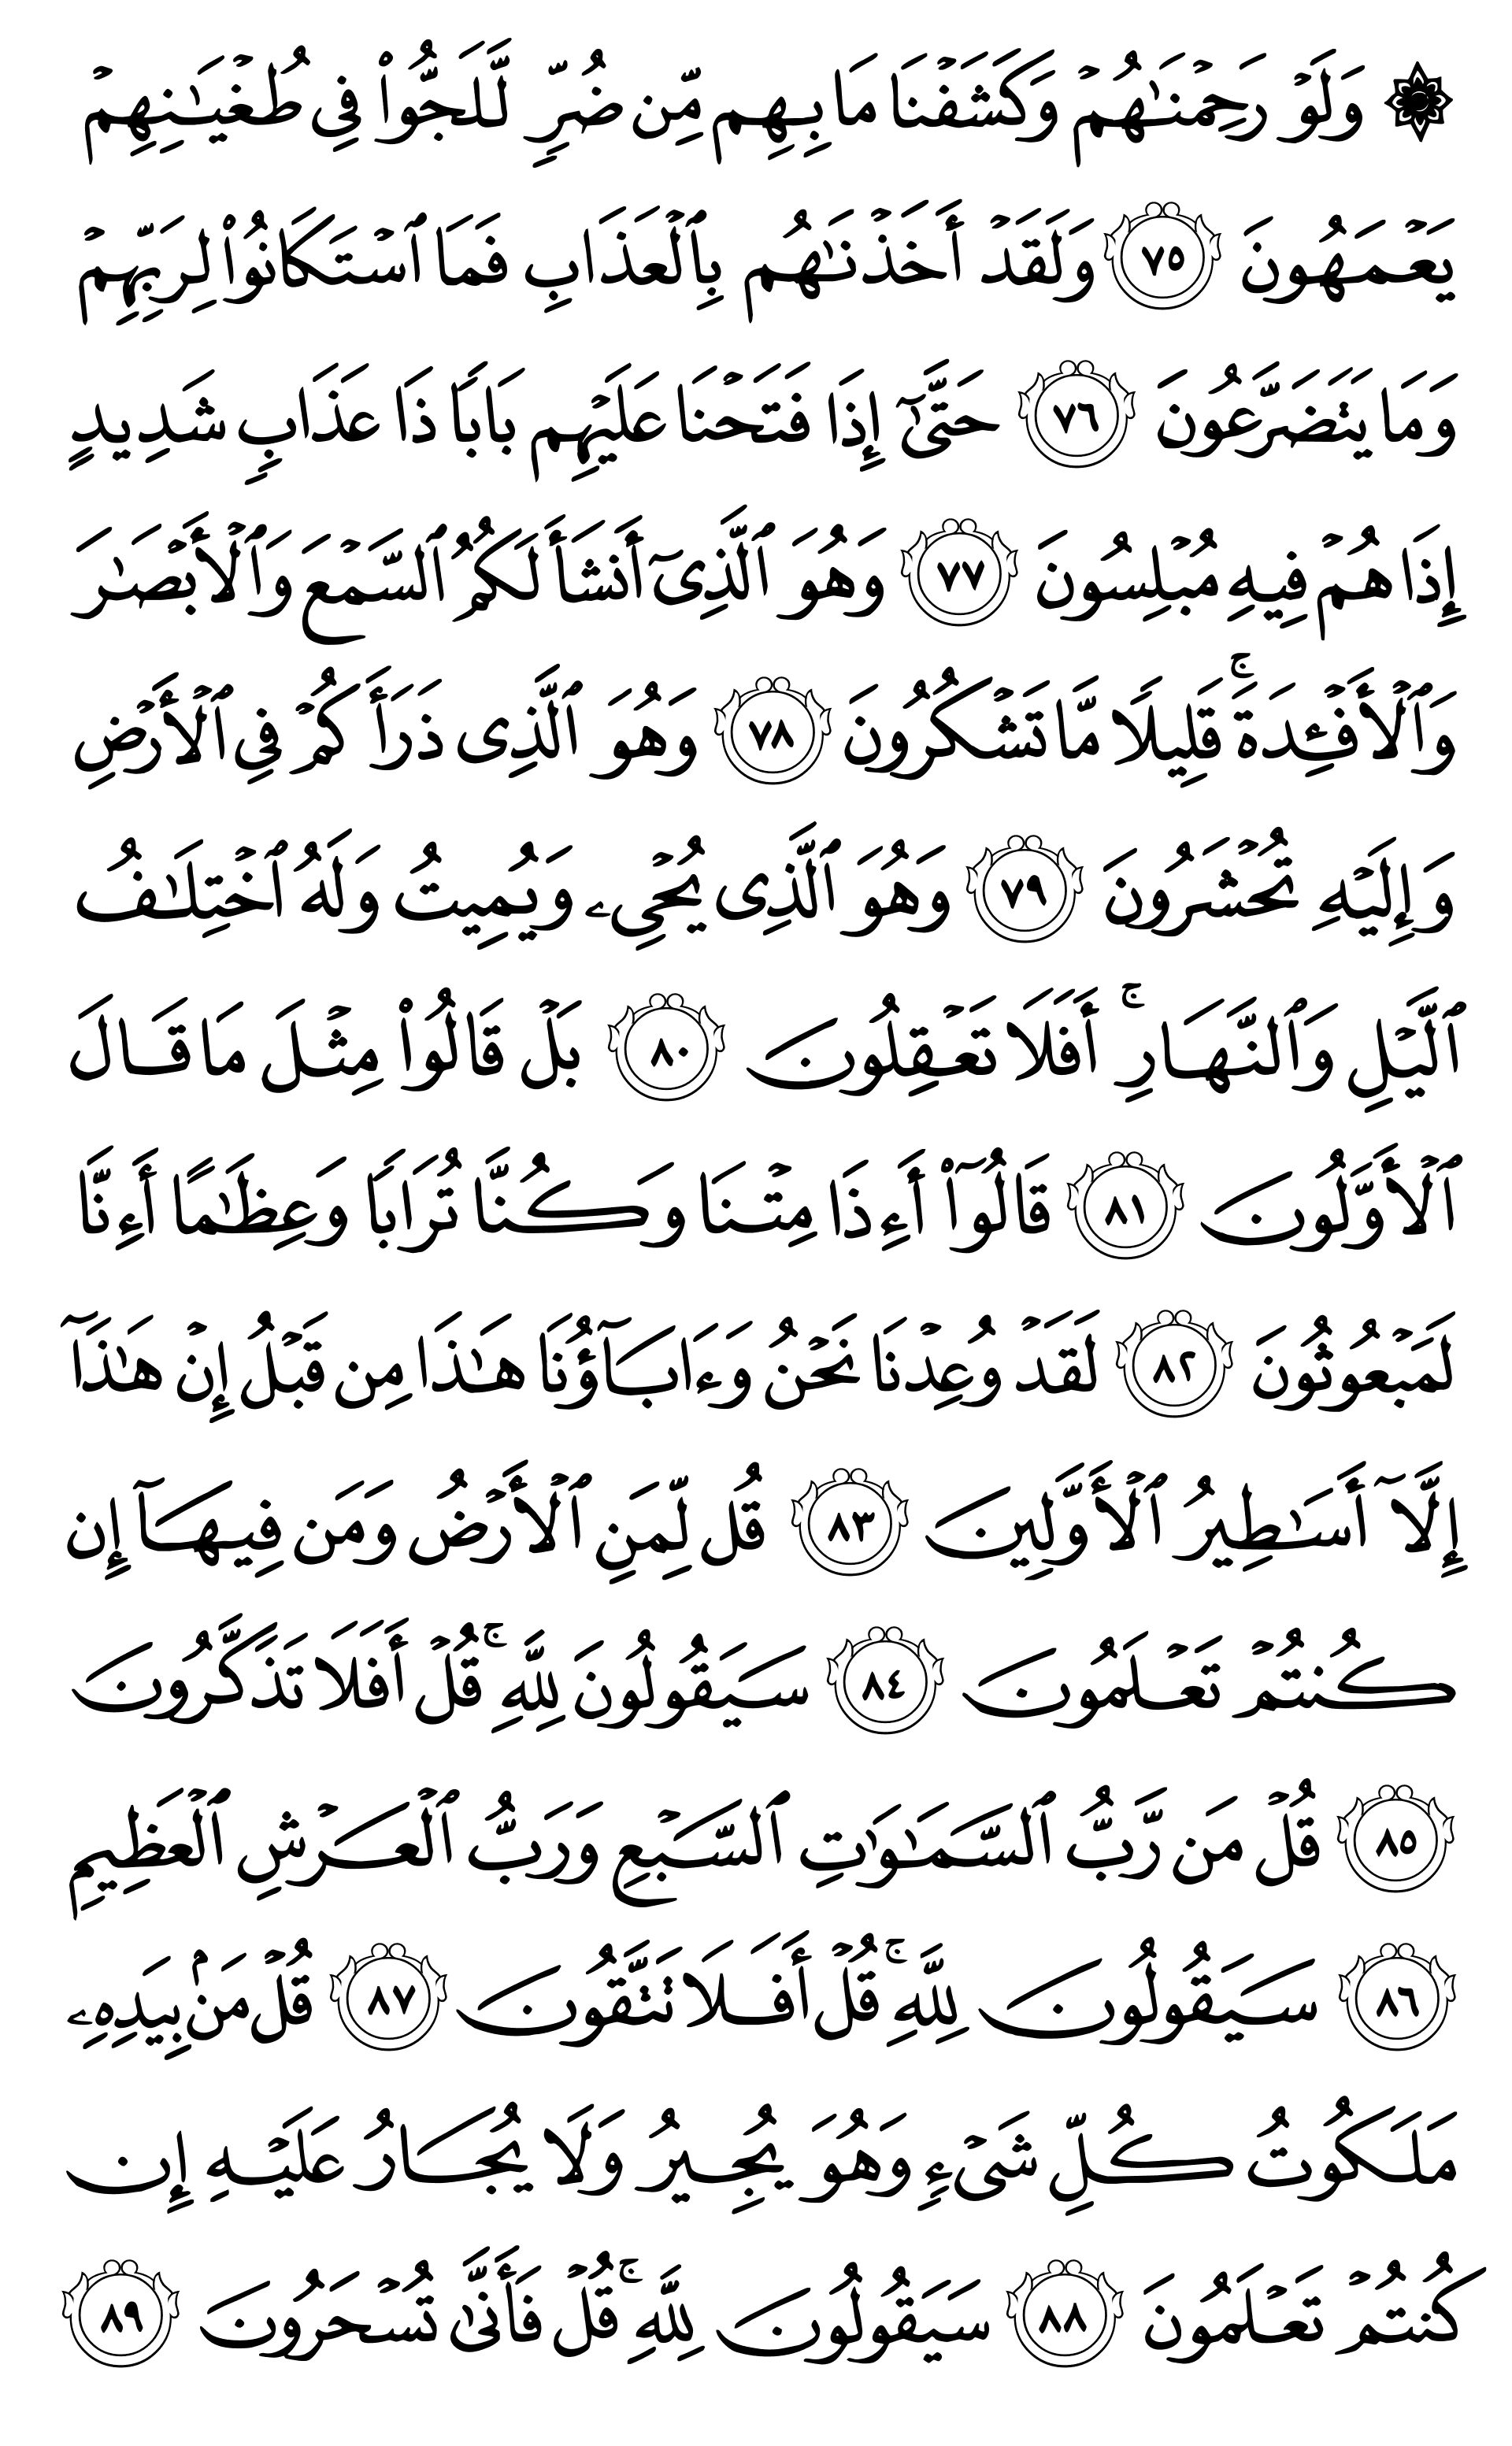 ۞ وَلَوْ رَحِمْنَٰهُمْ وَكَشَفْنَا مَا بِهِم مِّن ضُرٍّ لَّلَجُّوا۟ فِى طُغْيَٰنِهِمْ
يَعْمَهُونَ ٧٥ وَلَقَدْ أَخَذْنَٰهُم بِٱلْعَذَابِ فَمَا ٱسْتَكَانُوا۟ لِرَبِّهِمْ
وَمَا يَتَضَرَّعُونَ ٧٦ حَتَّىٰٓ إِذَا فَتَحْنَا عَلَيْهِم بَابًا ذَا عَذَابٍ شَدِيدٍ
إِذَا هُمْ فِيهِ مُبْلِسُونَ ٧٧ وَهُوَ ٱلَّذِىٓ أَنشَأَ لَكُمُ ٱلسَّمْعَ وَٱلْأَبْصَٰرَ
وَٱلْأَفْـِٔدَةَ ۚ قَلِيلًا مَّا تَشْكُرُونَ ٧٨ وَهُوَ ٱلَّذِى ذَرَأَكُمْ فِى ٱلْأَرْضِ
وَإِلَيْهِ تُحْشَرُونَ ٧٩ وَهُوَ ٱلَّذِى يُحْىِۦ وَيُمِيتُ وَلَهُ ٱخْتِلَٰفُ
ٱلَّيْلِ وَٱلنَّهَارِ ۚ أَفَلَا تَعْقِلُونَ ٨٠ بَلْ قَالُوا۟ مِثْلَ مَا قَالَ
ٱلْأَوَّلُونَ ٨١ قَالُوٓا۟ أَءِذَا مِتْنَا وَكُنَّا تُرَابًا وَعِظَٰمًا أَءِنَّا
لَمَبْعُوثُونَ ٨٢ لَقَدْ وُعِدْنَا نَحْنُ وَءَابَآؤُنَا هَٰذَا مِن قَبْلُ إِنْ هَٰذَآ
إِلَّآ أَسَٰطِيرُ ٱلْأَوَّلِينَ ٨٣ قُل لِّمَنِ ٱلْأَرْضُ وَمَن فِيهَآ إِن
كُنتُمْ تَعْلَمُونَ ٨٤ سَيَقُولُونَ لِلَّهِ ۚ قُلْ أَفَلَا تَذَكَّرُونَ
٨٥ قُلْ مَن رَّبُّ ٱلسَّمَٰوَٰتِ ٱلسَّبْعِ وَرَبُّ ٱلْعَرْشِ ٱلْعَظِيمِ
٨٦ سَيَقُولُونَ لِلَّهِ ۚ قُلْ أَفَلَا تَتَّقُونَ ٨٧ قُلْ مَنۢ بِيَدِهِۦ
مَلَكُوتُ كُلِّ شَىْءٍ وَهُوَ يُجِيرُ وَلَا يُجَارُ عَلَيْهِ إِن
كُنتُمْ تَعْلَمُونَ ٨٨ سَيَقُولُونَ لِلَّهِ ۚ قُلْ فَأَنَّىٰ تُسْحَرُونَ ٨٩